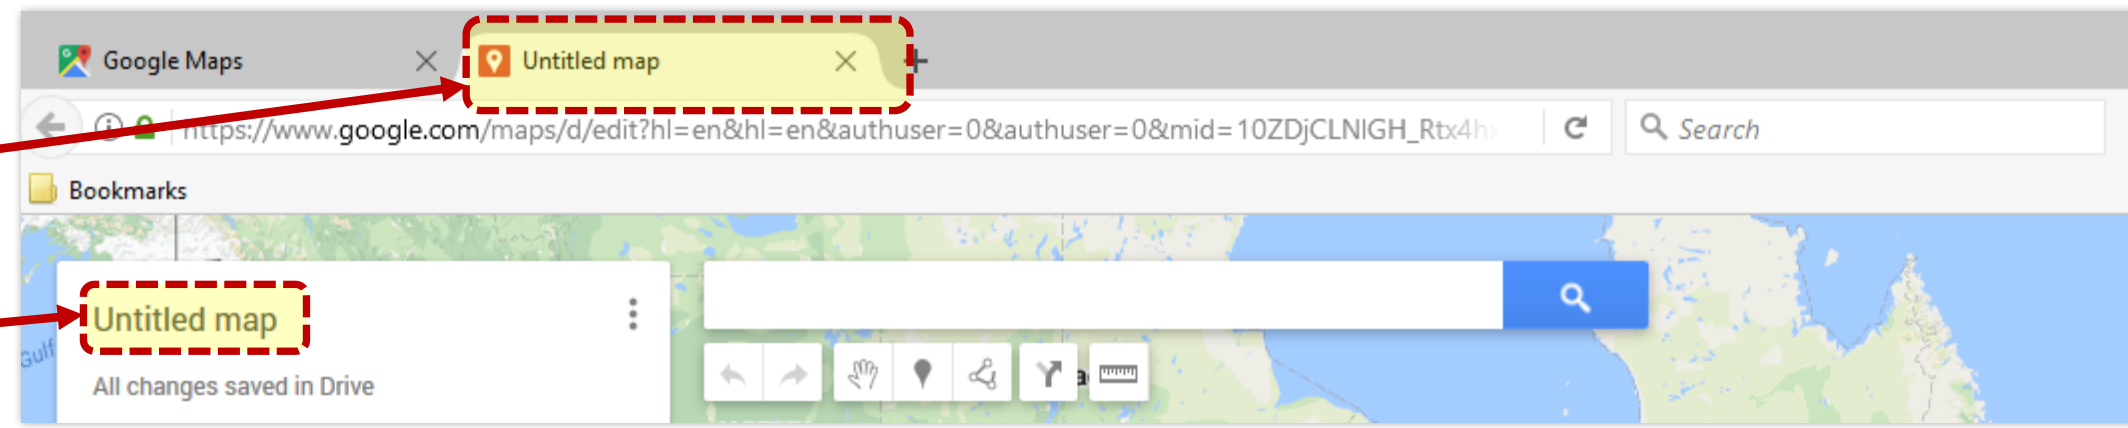 Google Maps
Untitled map
https://www.google.com/maps/d/edit?hl=en&hl=en&authuser=0&authuser=0&mid=10ZDjCLNIGH_Rtx4h
Search
Bookmarks
Untitled map
All changes saved in Drive
Gulf
a